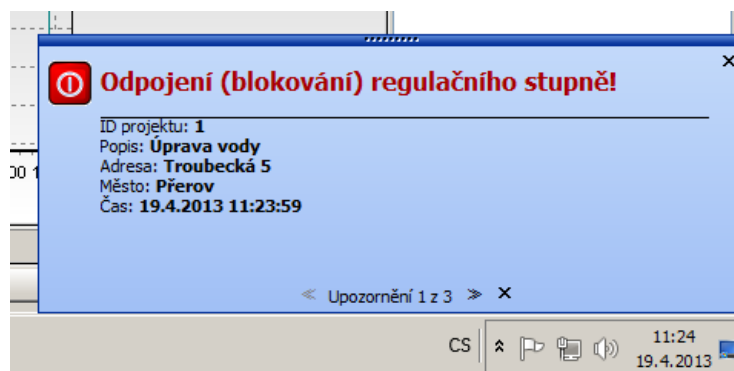 Odpojení (blokování) regulačního stupně!
ID projektu: 1
Popis: Úprava vody
Adresa: Troubecká 5
Město: Přerov
Čas: 19.4.2013 11:23:59
Upozornění 1 z 3
CS
11:24
19.4.2013